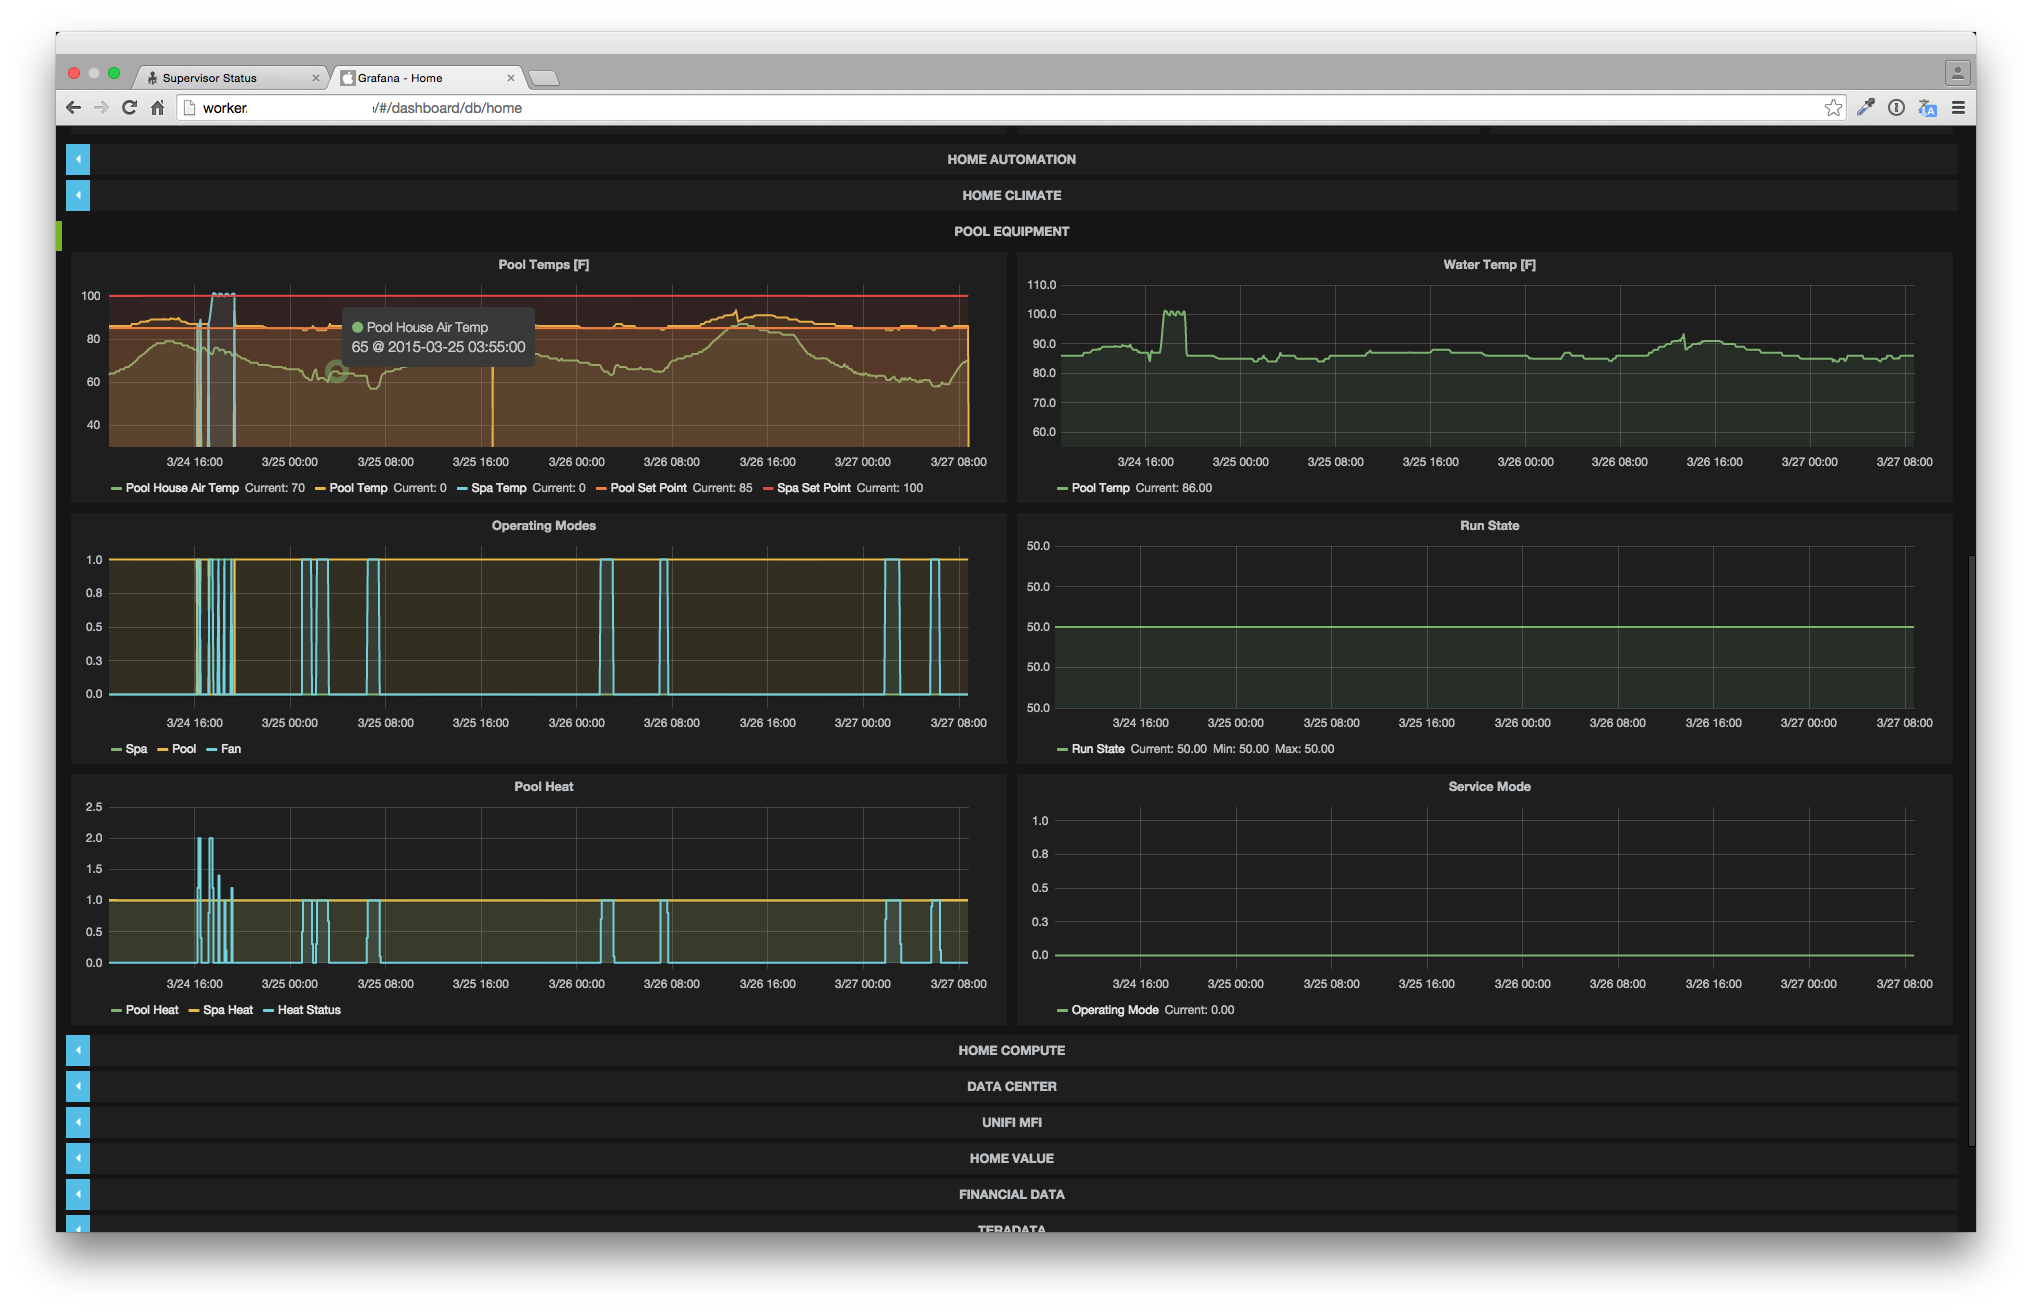 Supervisor Status
Grafana - Home
worker. /#/dashboard/db/home
HOME AUTOMATION
HOME CLIMATE
POOL EQUIPMENT
Pool Temps [F]
100
80
60
40
Pool House Air Temp
65 @ 2015-03-25 03:55:00
3/24 16:00 3/25 00:00 3/25 08:00 3/25 16:00 3/26 00:00 3/26 08:00 3/26 16:00 3/27 00:00 3/27 08:00
Pool House Air Temp Current: 70 Pool Temp Current: 0 Spa Temp Current: 0 Pool Set Point Current: 85 Spa Set Point Current: 100
Water Temp [F]
110.0
100.0
90.0
80.0
70.0
60.0
3/24 16:00 3/25 00:00 3/25 08:00 3/25 16:00 3/26 00:00 3/26 08:00 3/26 16:00 3/27 00:00 3/27 08:00
Pool Temp Current: 86.00
Operating Modes
1.0
0.8
0.5
0.3
0.0
3/24 16:00 3/25 00:00 3/25 08:00 3/25 16:00 3/26 00:00 3/26 08:00 3/26 16:00 3/27 00:00 3/27 08:00
Spa Pool Fan
Run State
50.0
50.0
50.0
50.0
50.0
3/24 16:00 3/25 00:00 3/25 08:00 3/25 16:00 3/26 00:00 3/26 08:00 3/26 16:00 3/27 00:00 3/27 08:00
Run State Current: 50.00 Min: 50.00 Max: 50.00
Pool Heat
2.5
2.0
1.5
1.0
0.5
0.0
3/24 16:00 3/25 00:00 3/25 08:00 3/25 16:00 3/26 00:00 3/26 08:00 3/26 16:00 3/27 00:00 3/27 08:00
Pool Heat Spa Heat Heat Status
Service Mode
1.0
0.8
0.5
0.3
0.0
3/24 16:00 3/25 00:00 3/25 08:00 3/25 16:00 3/26 00:00 3/26 08:00 3/26 16:00 3/27 00:00 3/27 08:00
Operating Mode Current: 0.00
HOME COMPUTE
DATA CENTER
UNIFI MFI
HOME VALUE
FINANCIAL DATA
TERADATA